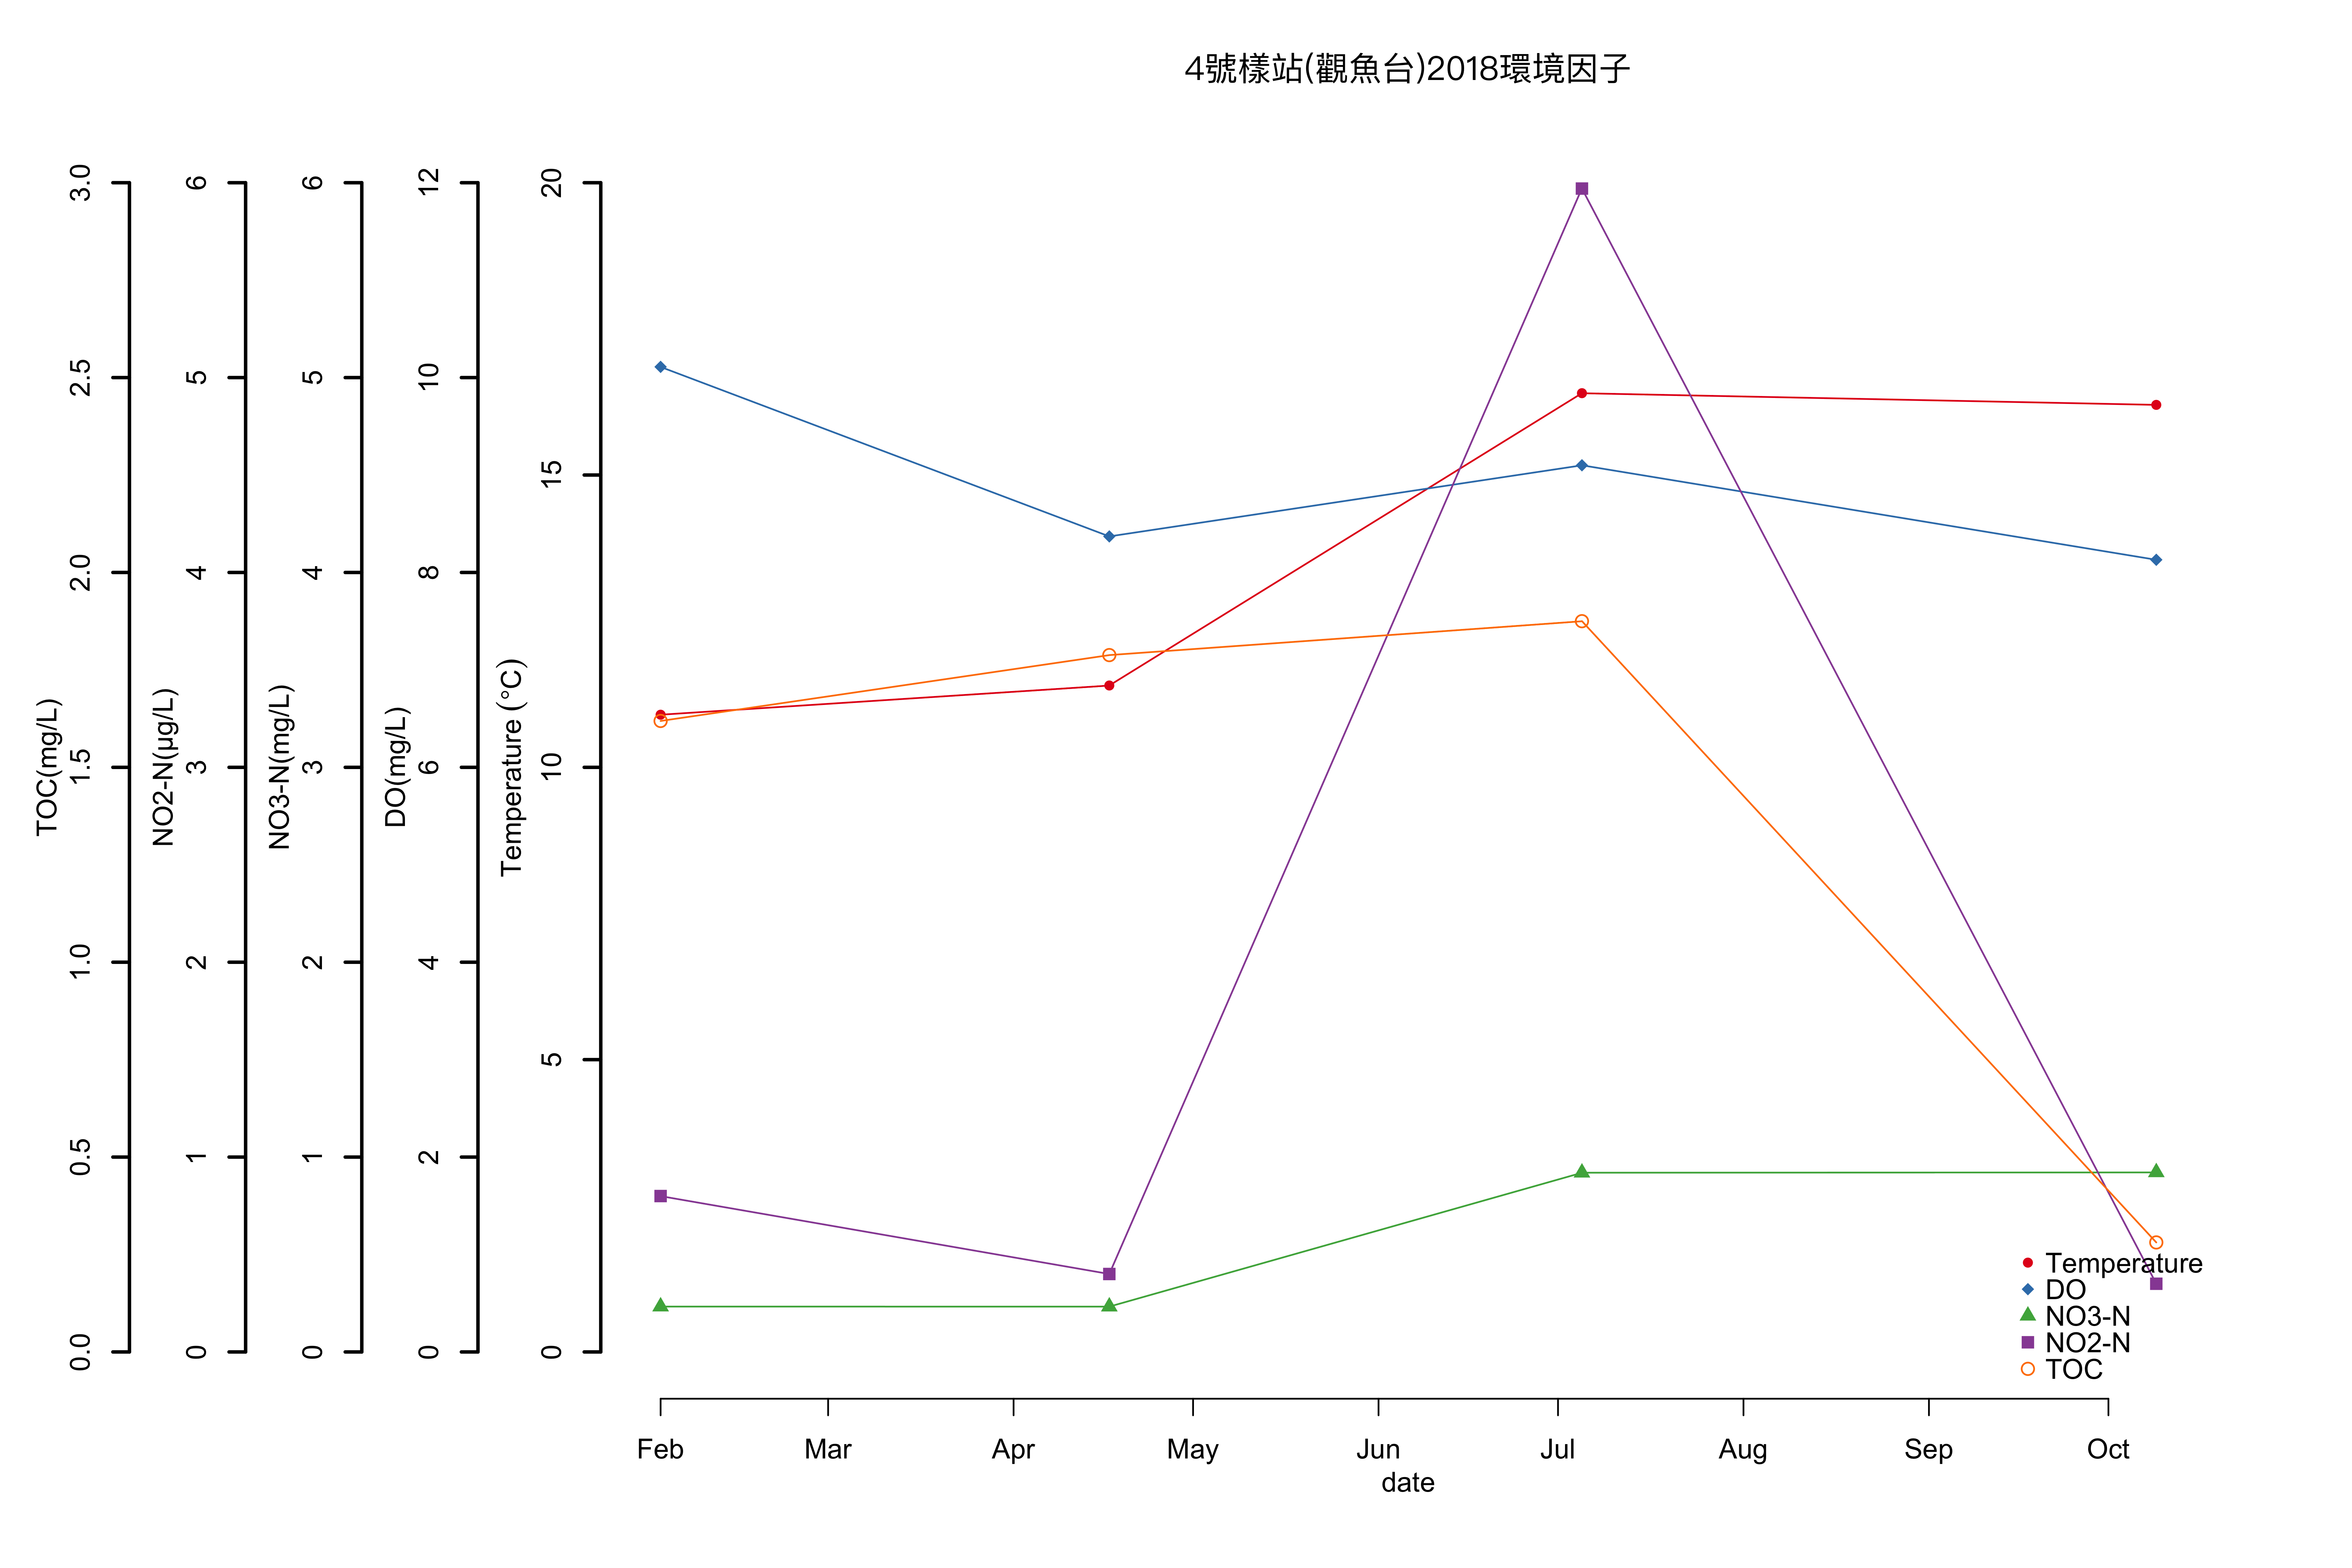 4號樣站(觀魚台)2018環境因子
TOC(mg/L)
0.0 0.5 1.0 1.5 2.0 2.5 3.0
NO2-N(µg/L)
0 1 2 3 4 5 6
NO3-N(mg/L)
0 1 2 3 4 5 6
DO(mg/L)
0 2 4 6 8 10 12
Temperature (°C)
0 5 10 15 20
Temperature
DO
NO3-N
NO2-N
TOC
Feb Mar Apr May Jun Jul Aug Sep Oct
date